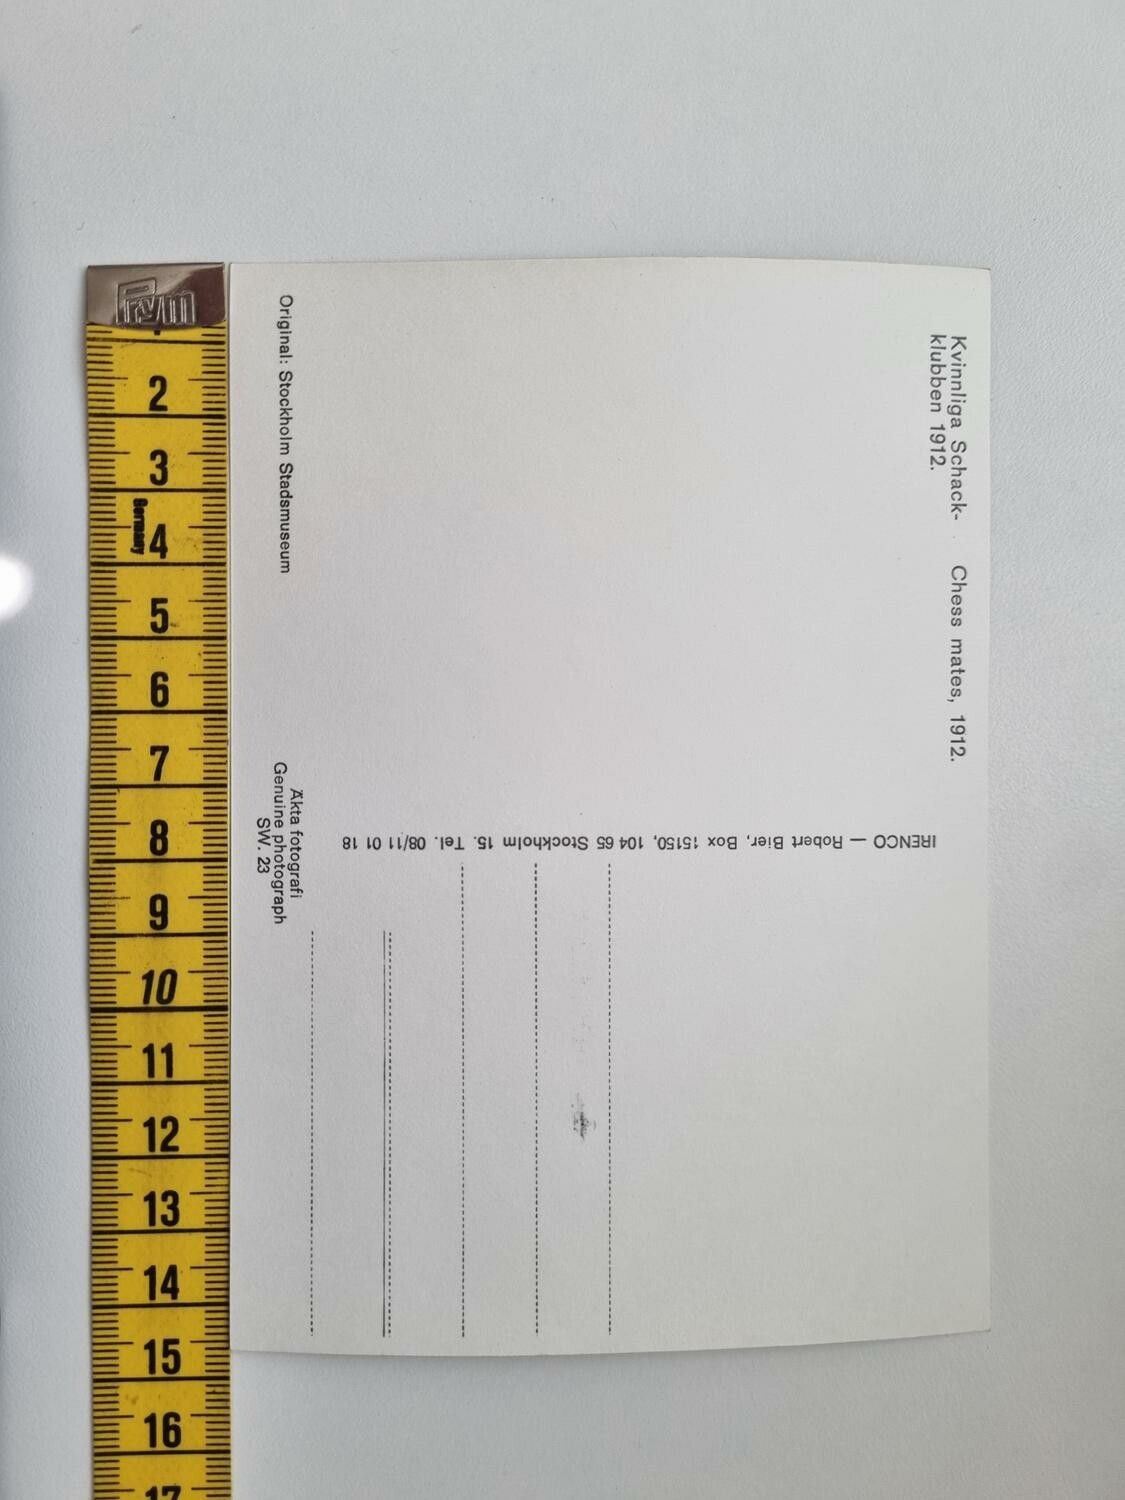 Kvinnliga Schack-
klubben 1912.
Chess mates, 1912.
IRENCO — Robert Bier, Box 15150, 104 65 Stockholm 15. Tel. 08/11 01 18
Original: Stockholm Stadsmuseum
Äkta fotografi
Genuine photograph
SW. 23
Prym
1
2
3
Germany
4
5
6
7
8
9
10
11
12
13
14
15
16
17